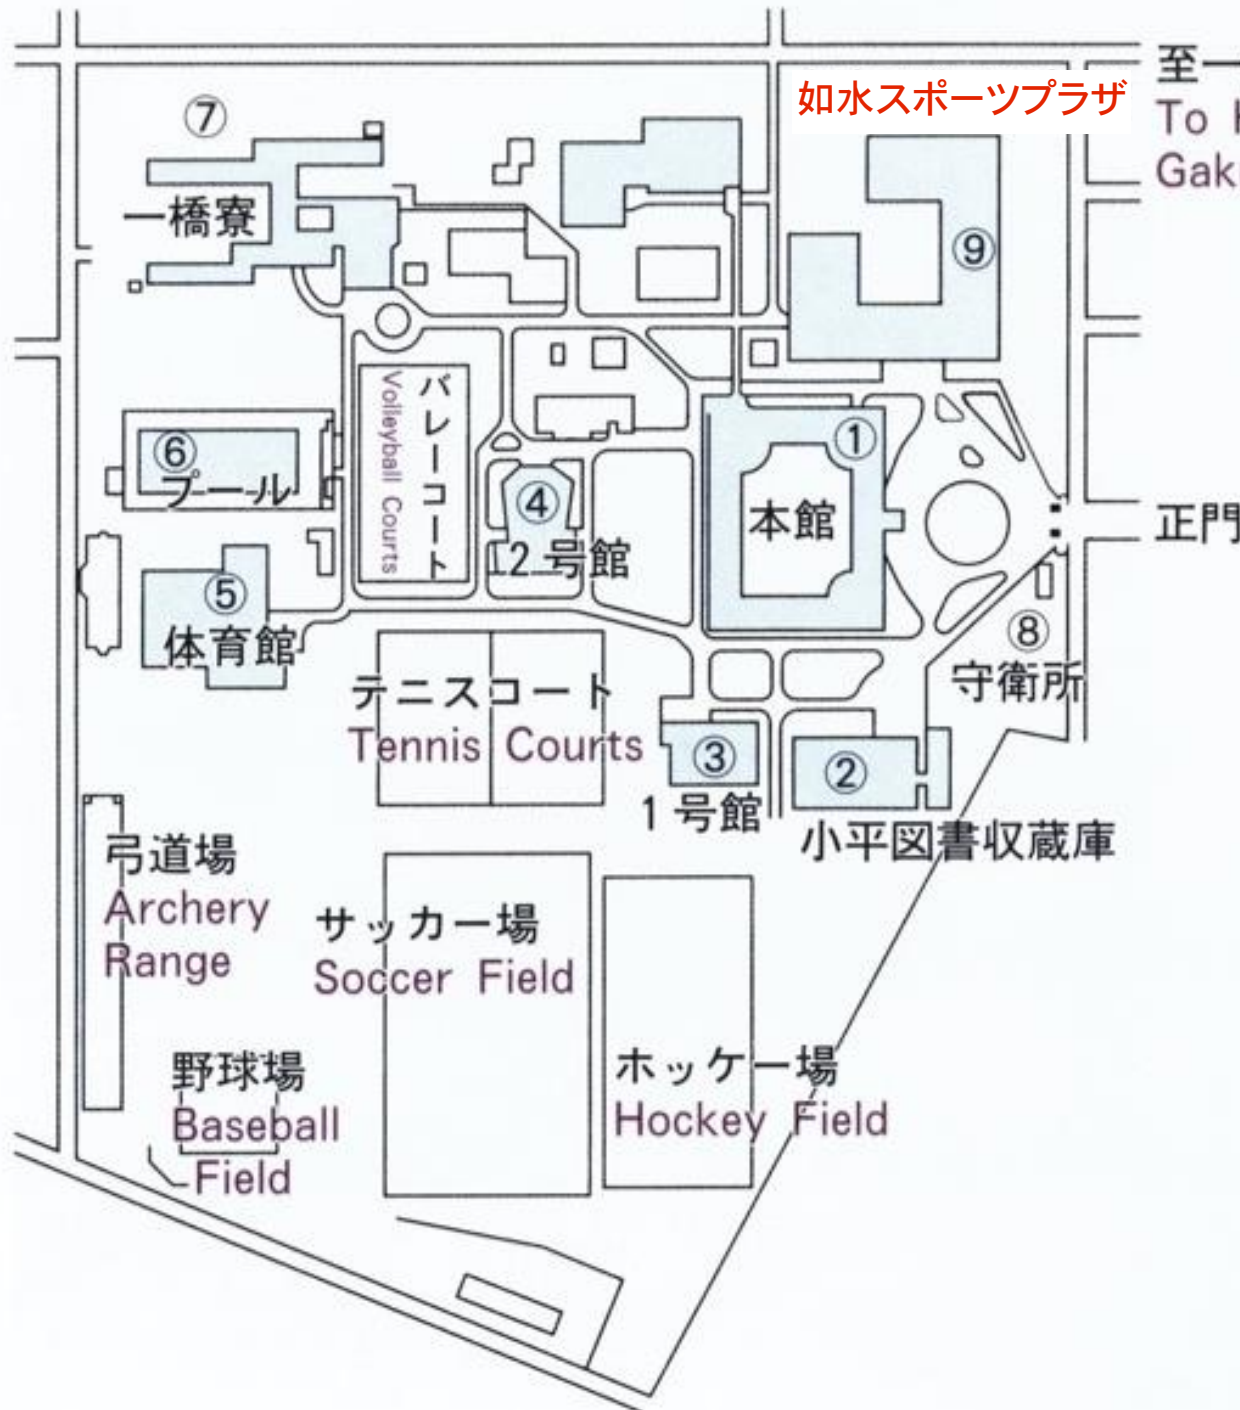 如水スポーツプラザ
至一
To
Gak
⑦
一橋寮
⑨
⑥
プール
バレーコート
Volleyball Courts
①
本館
④
2号館
正門
⑤
体育館
⑧
守衛所
テニスコート
Tennis Courts
③
1号館
②
小平図書収蔵庫
弓道場
Archery
Range
サッカー場
Soccer Field
野球場
Baseball
Field
ホッケー場
Hockey Field